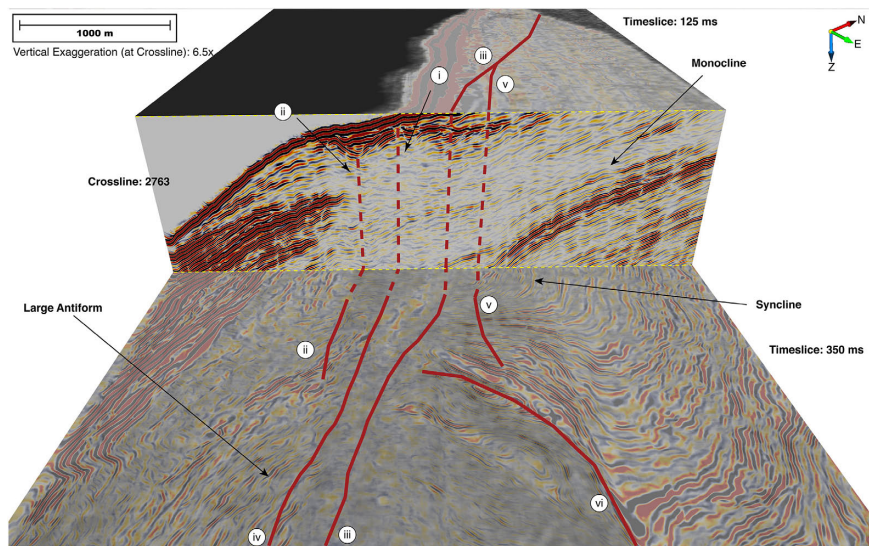 1000 m
Vertical Exaggeration (at Crossline): 6.5x
Timeslice: 125 ms
N
E
Z
iii
v
i
ii
Monocline
Crossline: 2763
Large Antiform
Syncline
v
ii
Timeslice: 350 ms
iv
iii
vi